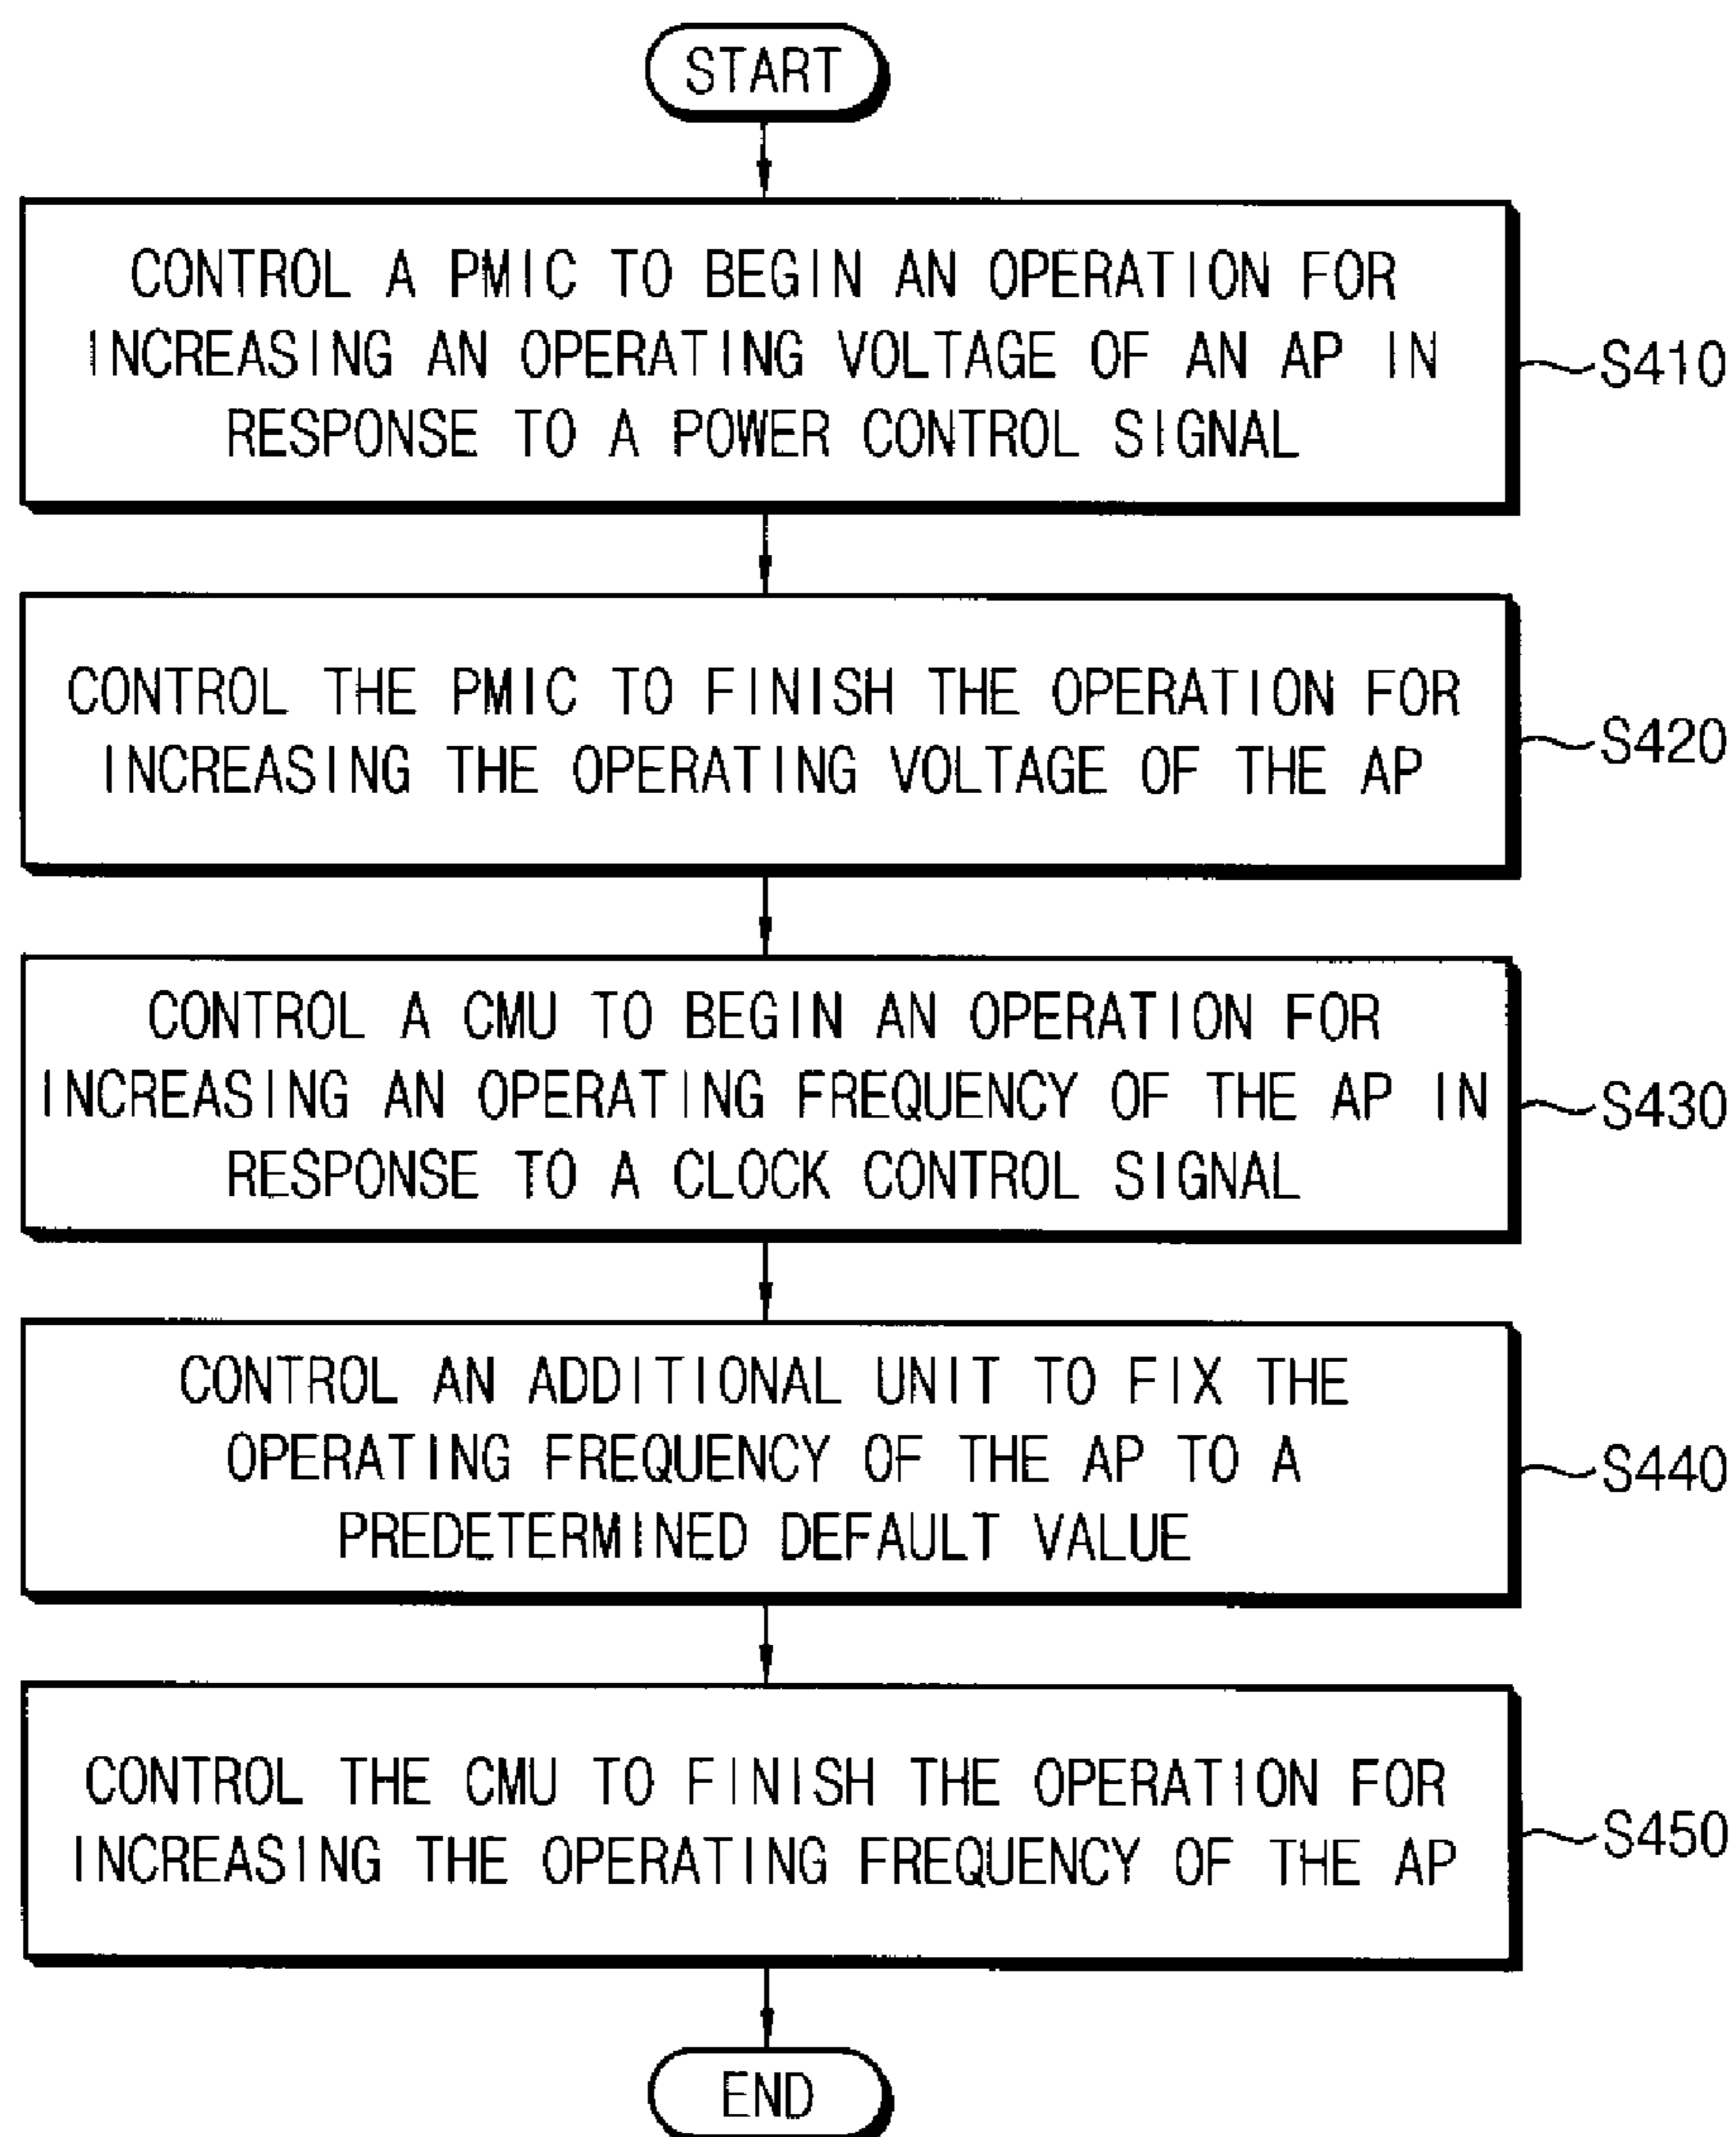 START
CONTROL A PMIC TO BEGIN AN OPERATION FOR
INCREASING AN OPERATING VOLTAGE OF AN AP IN
RESPONSE TO A POWER CONTROL SIGNAL
S410
CONTROL THE PMIC TO FINISH THE OPERATION FOR
INCREASING THE OPERATING VOLTAGE OF THE AP
S420
CONTROL A CMU TO BEGIN AN OPERATION FOR
INCREASING AN OPERATING FREQUENCY OF THE AP IN
RESPONSE TO A CLOCK CONTROL SIGNAL
S430
CONTROL AN ADDITIONAL UNIT TO FIX THE
OPERATING FREQUENCY OF THE AP TO A
PREDETERMINED DEFAULT VALUE
S440
CONTROL THE CMU TO FINISH THE OPERATION FOR
INCREASING THE OPERATING FREQUENCY OF THE AP
S450
END